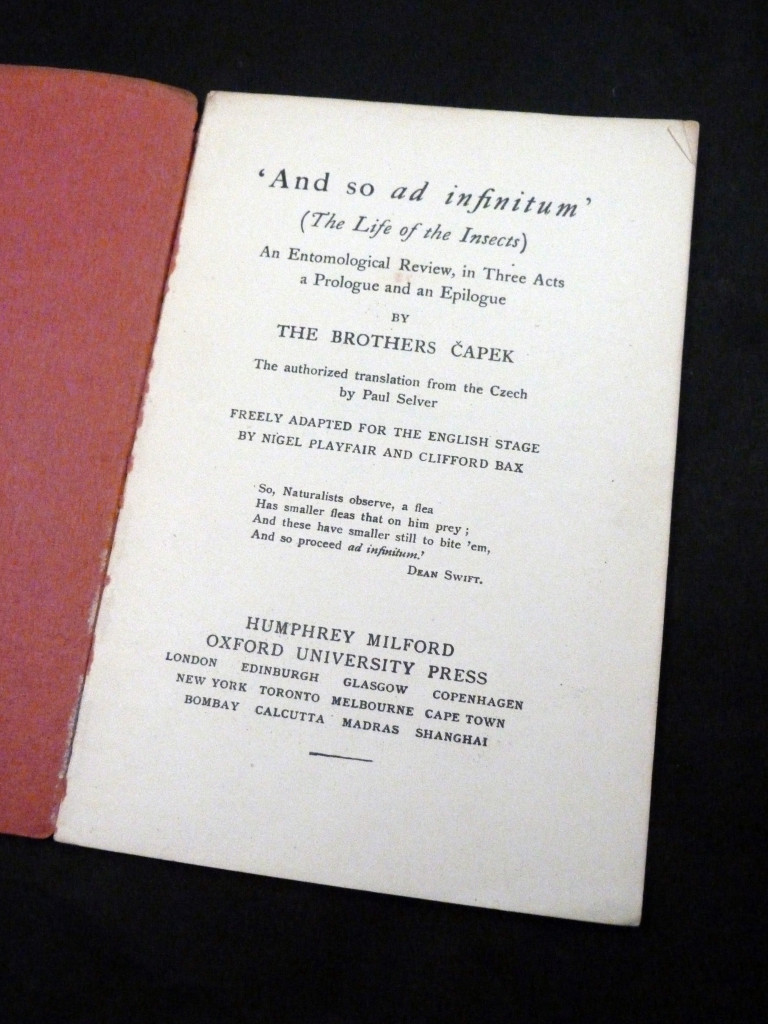 ‘And so ad infinitum’
(The Life of the Insects)
An Entomological Review, in Three Acts
a Prologue and an Epilogue
BY
THE BROTHERS ČAPEK
The authorized translation from the Czech
by Paul Selver
FREELY ADAPTED FOR THE ENGLISH STAGE
BY NIGEL PLAYFAIR AND CLIFFORD BAX
‘So, Naturalists observe, a flea
Has smaller fleas that on him prey ;
And these have smaller still to bite ’em,
And so proceed ad infinitum.’
DEAN SWIFT.
HUMPHREY MILFORD
OXFORD UNIVERSITY PRESS
LONDON EDINBURGH GLASGOW COPENHAGEN
NEW YORK TORONTO MELBOURNE CAPE TOWN
BOMBAY CALCUTTA MADRAS SHANGHAI